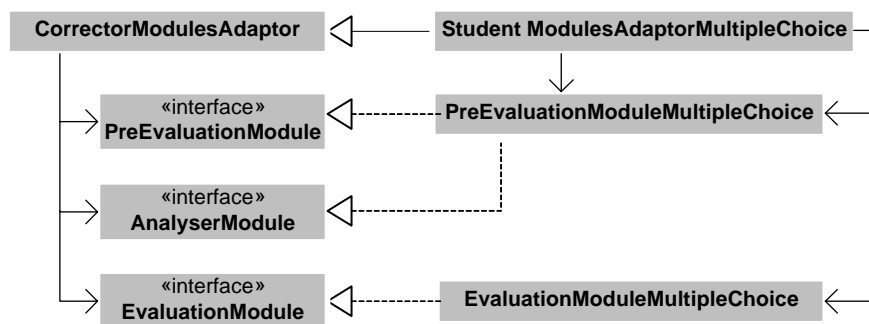 CorrectorModulesAdaptor
Student ModulesAdaptorMultipleChoice
«interface»
PreEvaluationModule
PreEvaluationModuleMultipleChoice
«interface»
AnalyserModule
«interface»
EvaluationModule
EvaluationModuleMultipleChoice